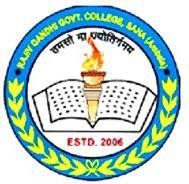 RAJIV GANDHI GOVT. COLLEGE, SAHA (Ambala)
तमसो मा ज्योतिर्गमय
ESTD. 2006